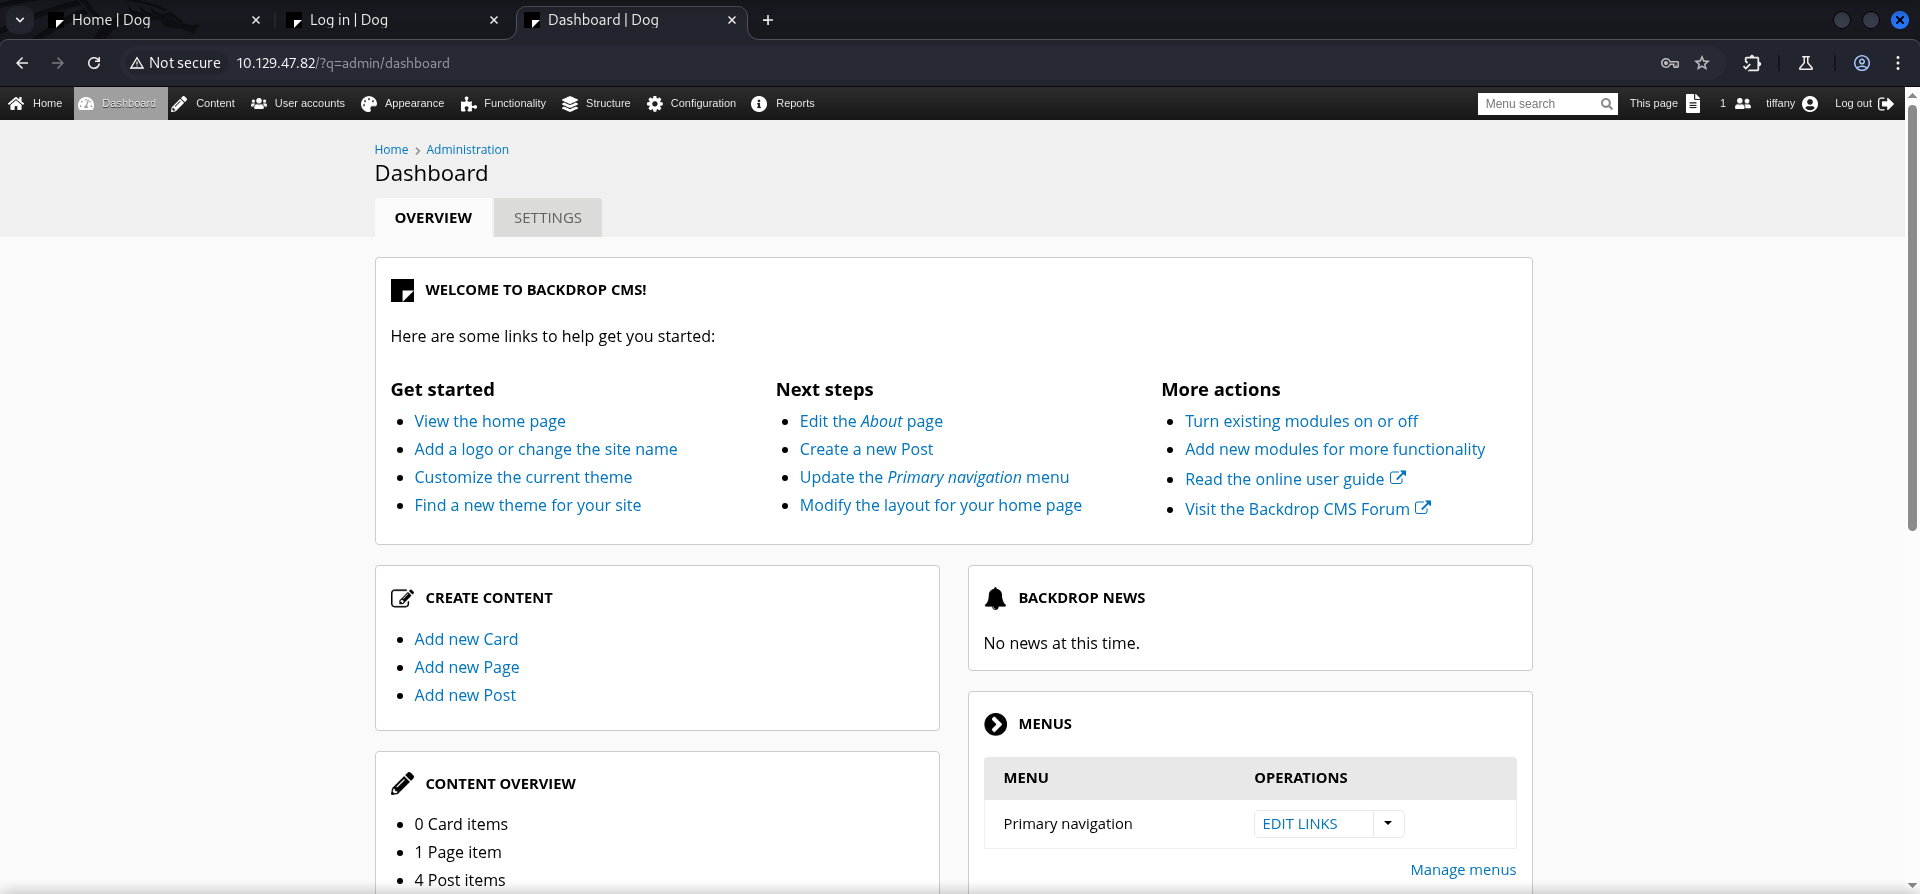 Home | Dog
Log in | Dog
Dashboard | Dog
Not secure
10.129.47.82/?q=admin/dashboard
Home
Dashboard
Content
User accounts
Appearance
Functionality
Structure
Configuration
Reports
Menu search
This page
1
tiffany
Log out
Home
Administration
Dashboard
OVERVIEW
SETTINGS
WELCOME TO BACKDROP CMS!
Here are some links to help get you started:
Get started
View the home page
Add a logo or change the site name
Customize the current theme
Find a new theme for your site
Next steps
Edit the About page
Create a new Post
Update the Primary navigation menu
Modify the layout for your home page
More actions
Turn existing modules on or off
Add new modules for more functionality
Read the online user guide
Visit the Backdrop CMS Forum
CREATE CONTENT
Add new Card
Add new Page
Add new Post
CONTENT OVERVIEW
0 Card items
1 Page item
4 Post items
BACKDROP NEWS
No news at this time.
MENUS
MENU OPERATIONS
Primary navigation EDIT LINKS
Manage menus